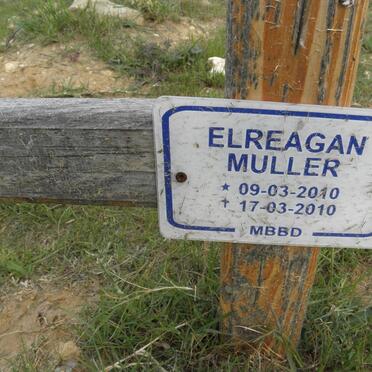 ELREAGAN
MULLER
* 09-03-2010
† 17-03-2010
MBBD